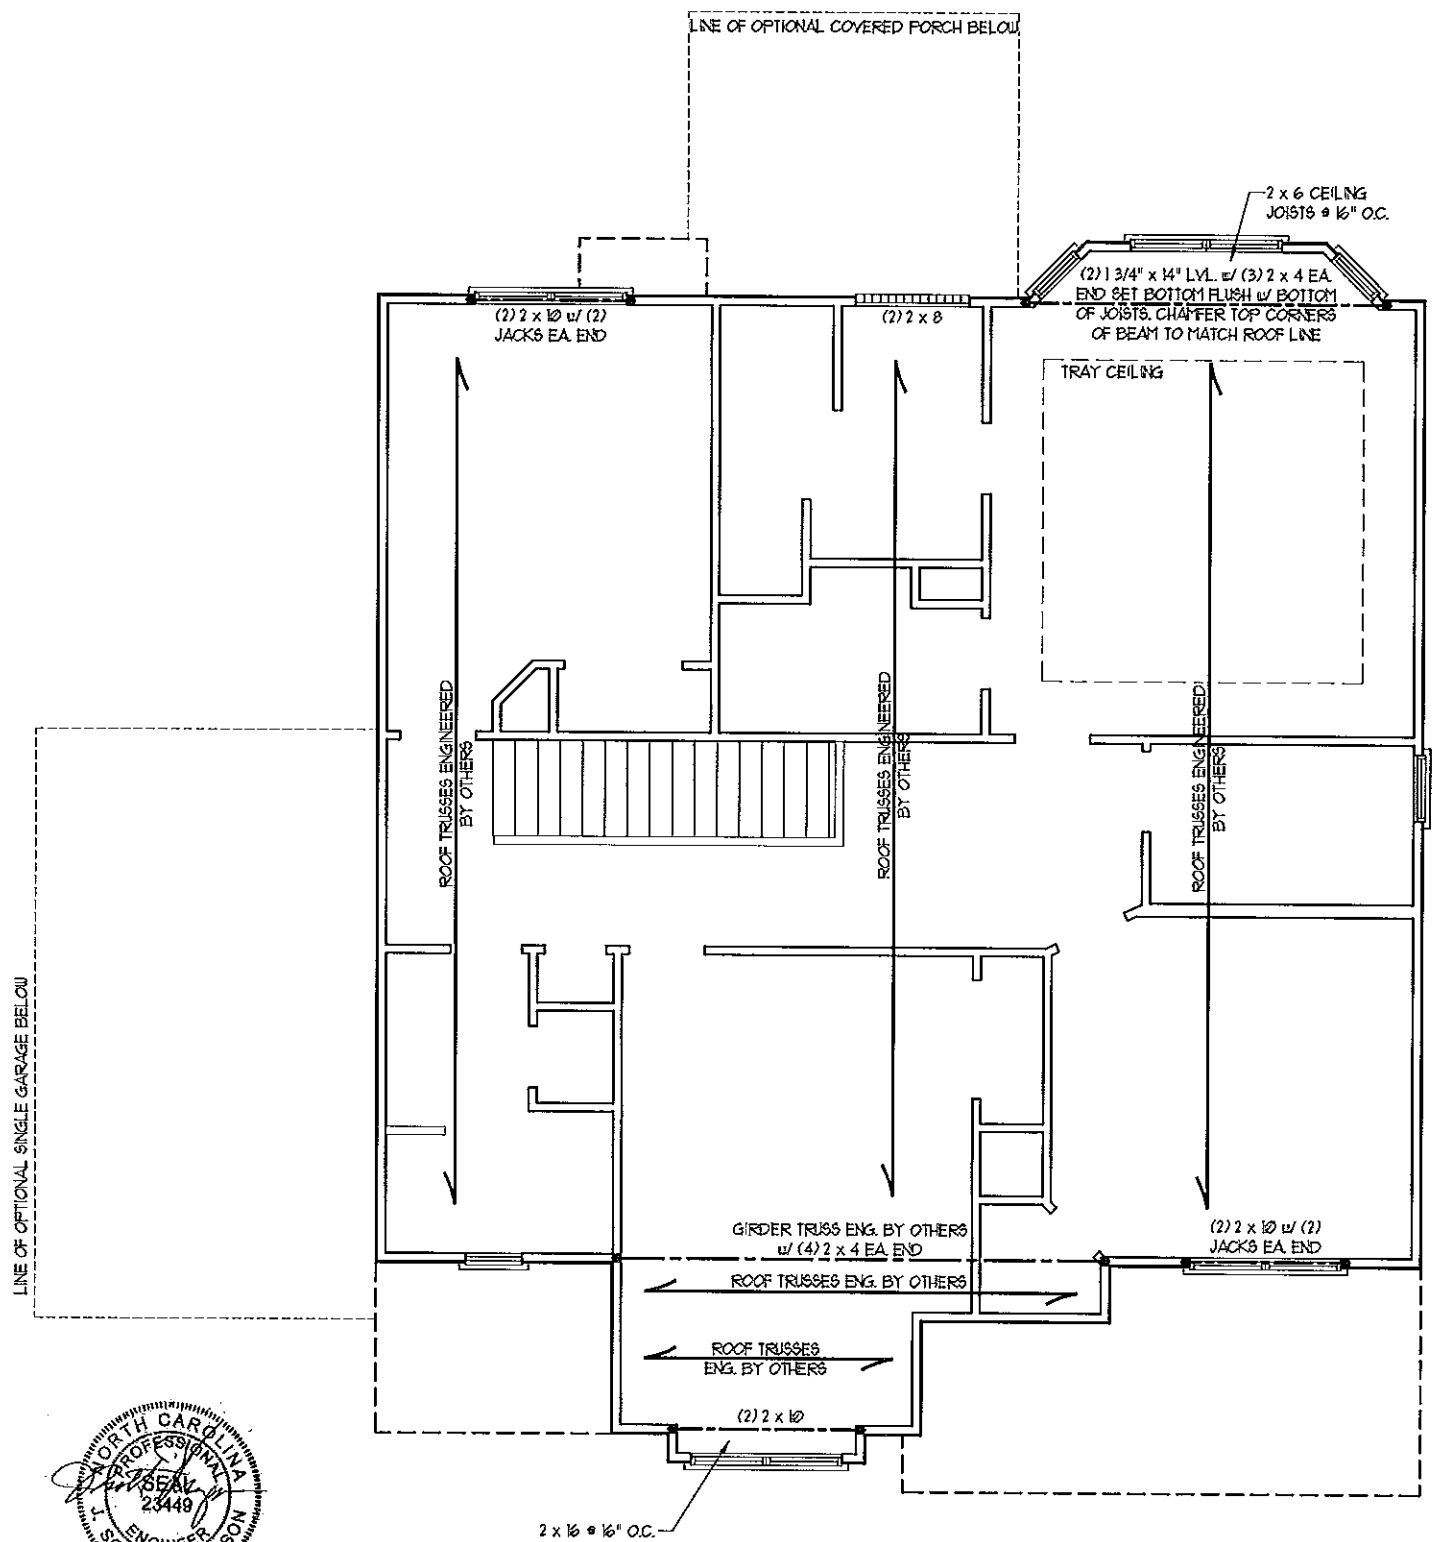 LINE OF OPTIONAL COVERED PORCH BELOW
2 x 6 CEILING
JOISTS @ 16" O.C.
(2) 2 x 10 w/ (2)
JACKS EA. END
(2) 2 x 8
(2) 1 3/4" x 14" LVL w/ (3) 2 x 4 EA.
END SET BOTTOM FLUSH w/ BOTTOM
OF JOISTS. CHAMFER TOP CORNERS
OF BEAM TO MATCH ROOF LINE
TRAY CEILING
ROOF TRUSSES ENGINEERED
BY OTHERS
ROOF TRUSSES ENGINEERED
BY OTHERS
ROOF TRUSSES ENGINEERED
BY OTHERS
LINE OF OPTIONAL SINGLE GARAGE BELOW
GIRDER TRUSS ENG. BY OTHERS
w/ (4) 2 x 4 EA. END
(2) 2 x 10 w/ (2)
JACKS EA. END
ROOF TRUSSES ENG. BY OTHERS
ROOF TRUSSES
ENG. BY OTHERS
(2) 2 x 10
2 x 16 @ 16" O.C.
NORTH CAROLINA
PROFESSIONAL
SEAL
23449
ENGINEER